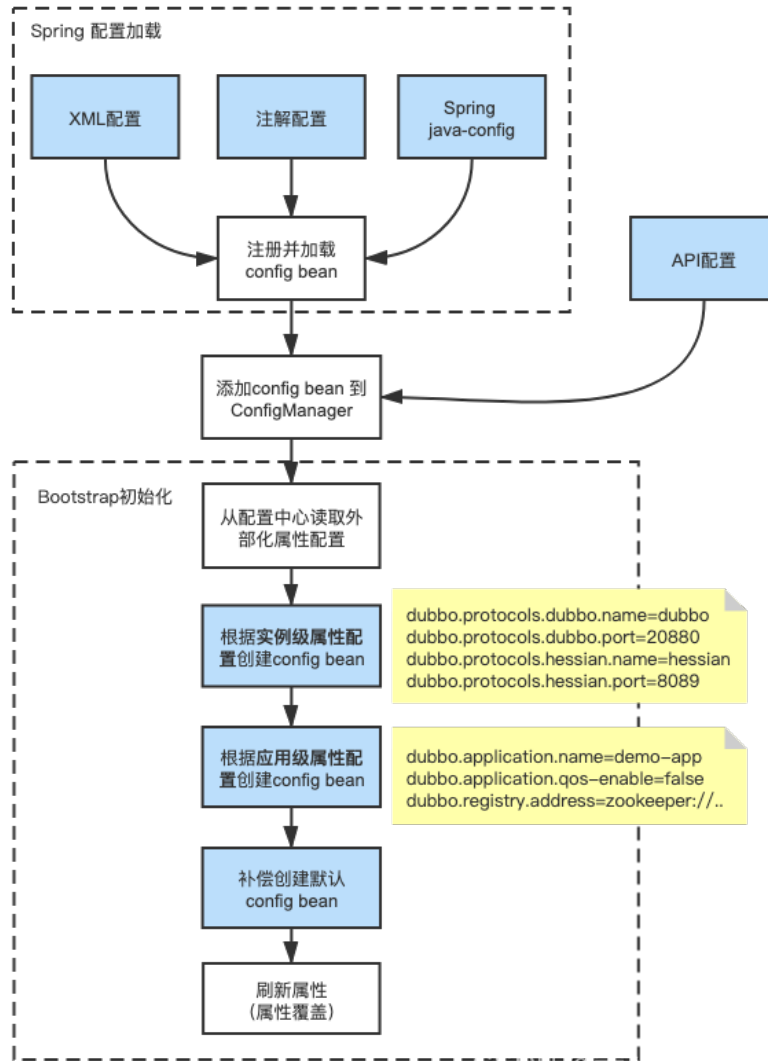 Spring 配置加载
XML配置
注解配置
Spring
java-config
注册并加载
config bean
API配置
添加config bean 到
ConfigManager
Bootstrap初始化
从配置中心读取外
部化属性配置
根据实例级属性配
置创建config bean
dubbo.protocols.dubbo.name=dubbo
dubbo.protocols.dubbo.port=20880
dubbo.protocols.hessian.name=hessian
dubbo.protocols.hessian.port=8089
根据应用级属性配
置创建config bean
dubbo.application.name=demo-app
dubbo.application.qos-enable=false
dubbo.registry.address=zookeeper://..
补偿创建默认
config bean
刷新属性
(属性覆盖)